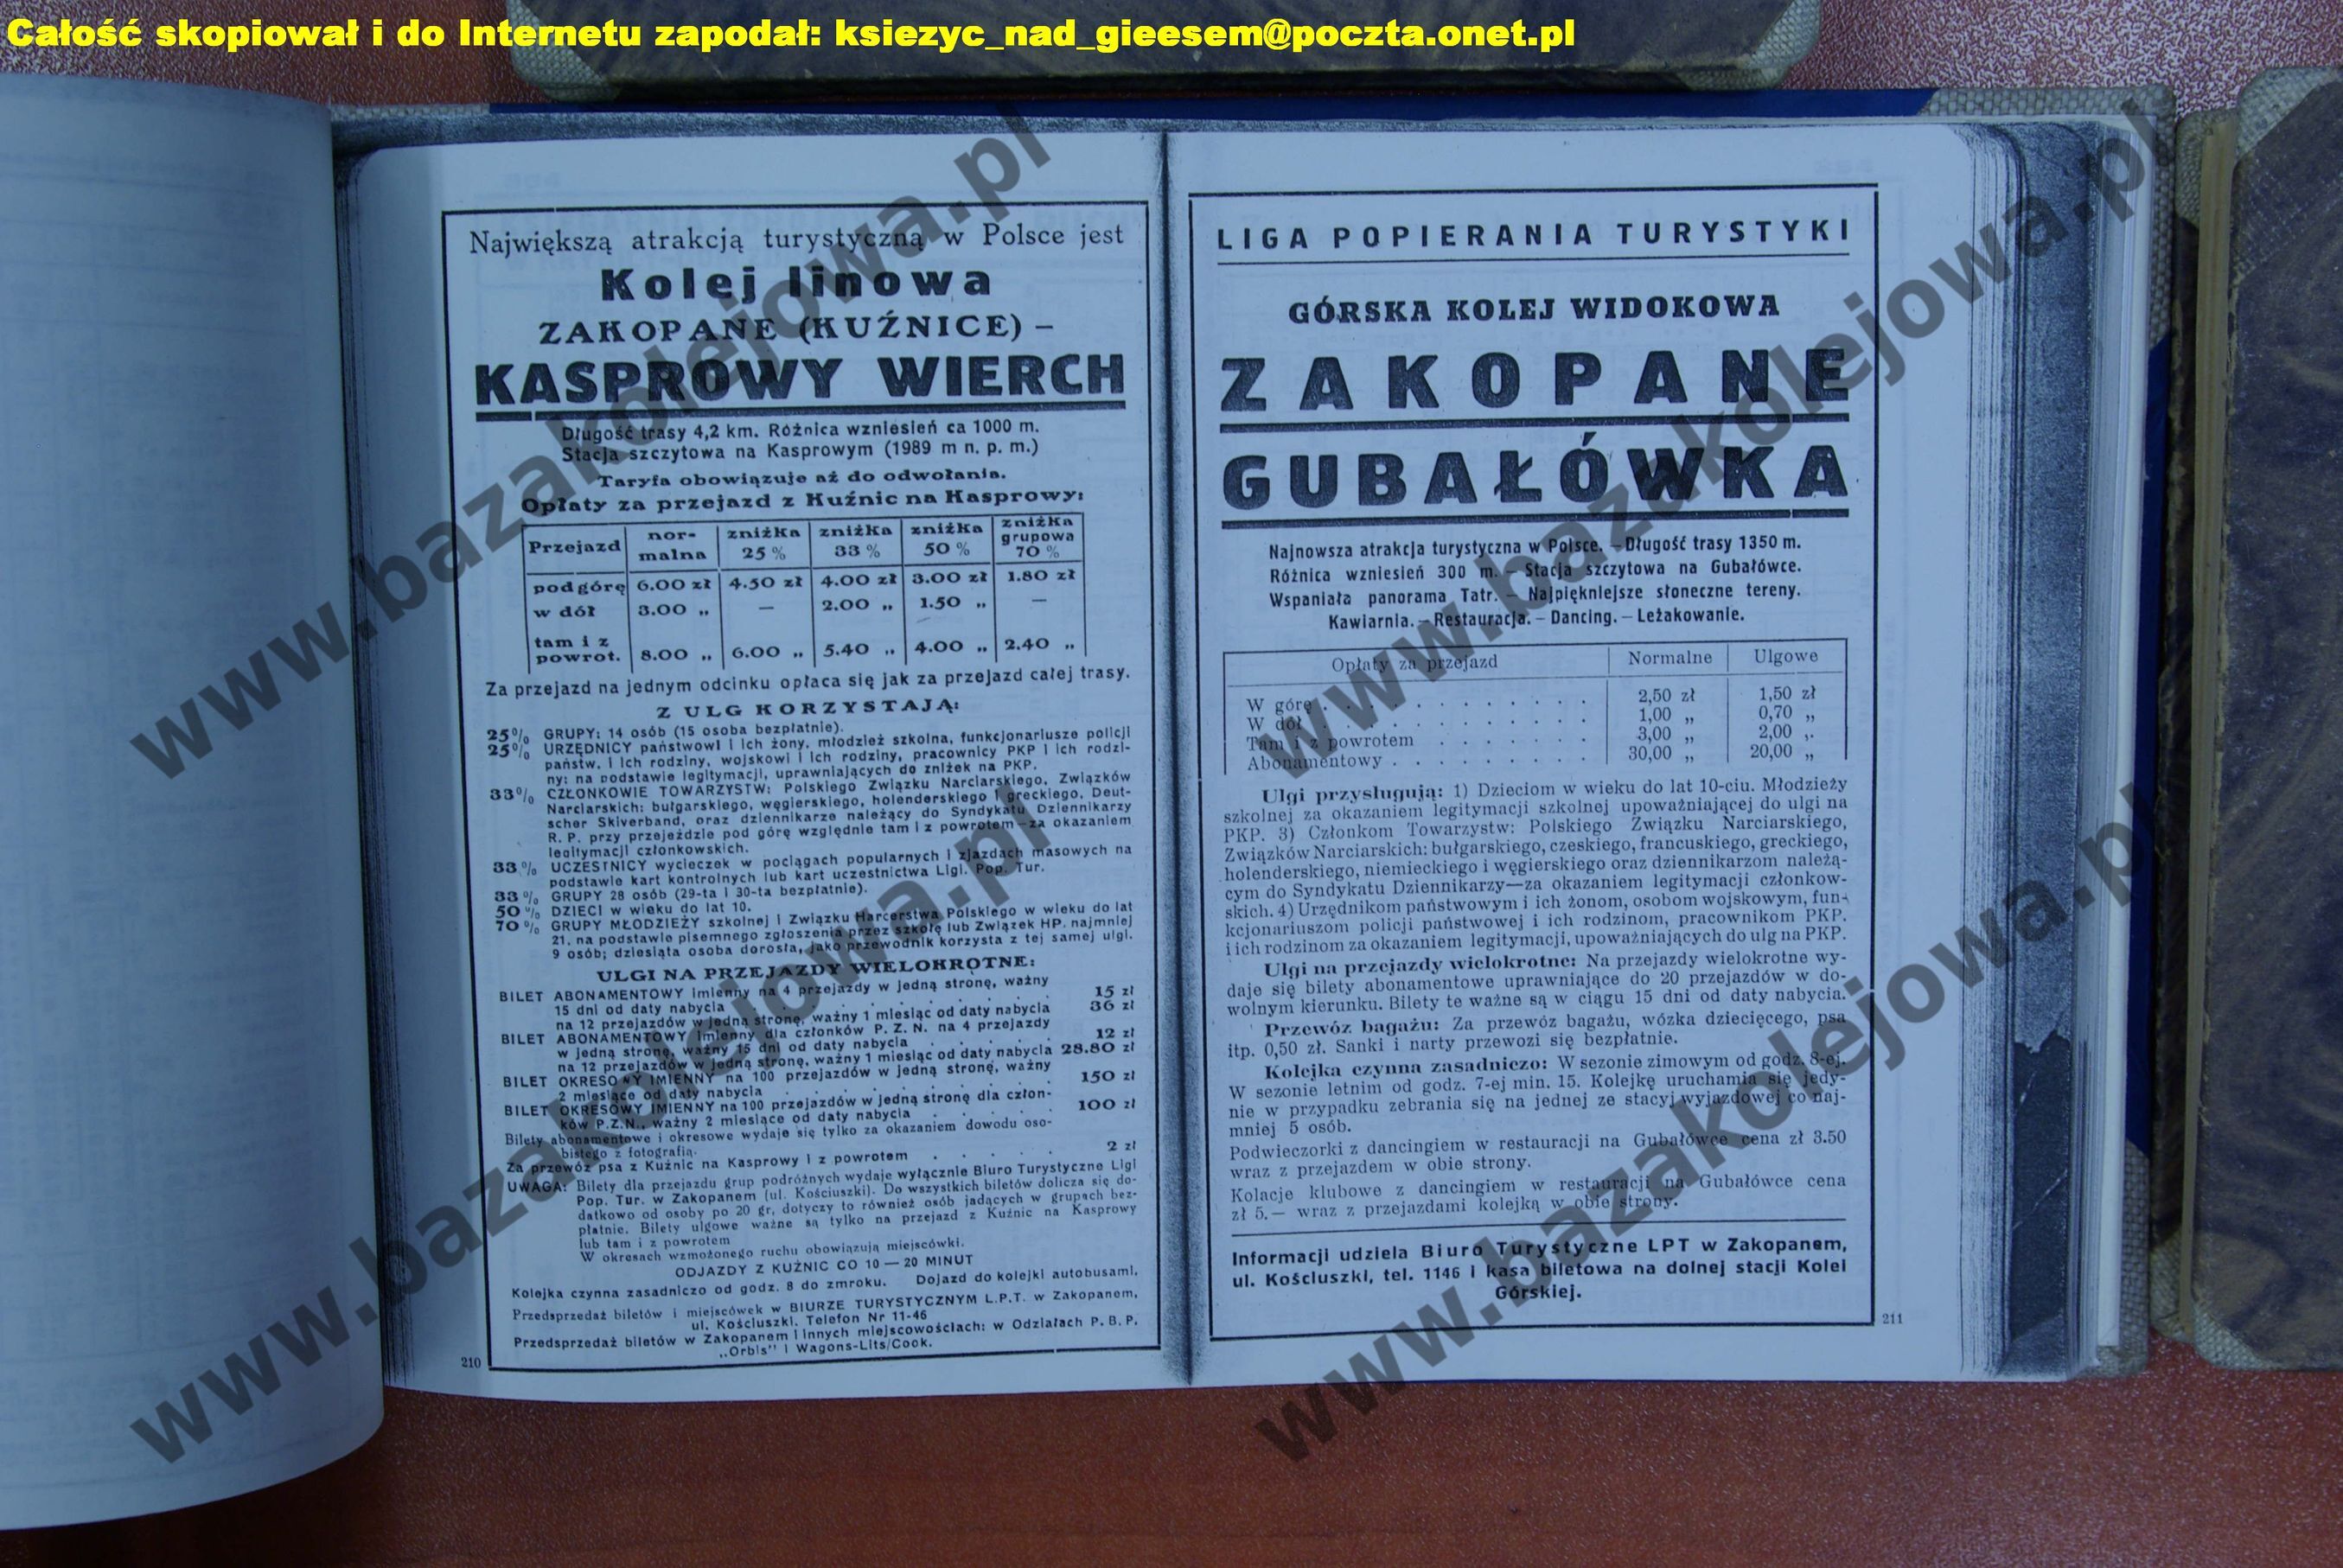 Całość skopiował i do Internetu zapodał: ksiezyc_nad_gieesem@poczta.onet.pl
Największą atrakcją turystyczną w Polsce jest
Kolej linowa
ZAKOPANE (KUŹNICE) –
KASPROWY WIERCH
Długość trasy 4,2 km. Różnica wzniesień ca 1000 m.
Stacja szczytowa na Kasprowym (1989 m n. p. m.)
Taryfa obowiązuje aż do odwołania.
Opłaty za przejazd z Kuźnic na Kasprowy:
Przejazd | nor-malna | zniżka 25 % | zniżka 33 % | zniżka 50 % | zniżka grupowa 70 %
pod górę | 6.00 zł | 4.50 zł | 4.00 zł | 3.00 zł | 1.80 zł
w dół | 3.00 „ | — | 2.00 „ | 1.50 „ | —
tam i z powrot. | 8.00 „ | 6.00 „ | 5.40 „ | 4.00 „ | 2.40 „
Za przejazd na jednym odcinku opłaca się jak za przejazd całej trasy.
Z ULG KORZYSTAJĄ:
25% GRUPY: 14 osób (15 osoba bezpłatnie).
25% URZĘDNICY państwowi i ich żony, młodzież szkolna, funkcjonariusze policji
państw. i ich rodziny, wojskowi i ich rodziny, pracownicy PKP i ich rodzi-
ny: na podstawie legitymacji, uprawniających do zniżek na PKP.
33% CZŁONKOWIE TOWARZYSTW: Polskiego Związku Narciarskiego, Związków
Narciarskich: bułgarskiego, węgierskiego, holenderskiego i greckiego, Deut-
scher Skiverband, oraz dziennikarze należący do Syndykatu Dziennikarzy
R. P. przy przejeździe pod górę względnie tam i z powrotem—za okazaniem
legitymacji członkowskich.
33% UCZESTNICY wycieczek w pociągach popularnych i zjazdach masowych na
podstawie kart kontrolnych lub kart uczestnictwa Ligi. Pop. Tur.
33% GRUPY 28 osób (29-ta i 30-ta bezpłatnie).
50% DZIECI w wieku do lat 10.
70% GRUPY MŁODZIEŻY szkolnej i Związku Harcerstwa Polskiego w wieku do lat
21, na podstawie pisemnego zgłoszenia przez szkołę lub Związek HP. najmniej
9 osób; dziesiąta osoba dorosła, jako przewodnik korzysta z tej samej ulgi.
ULGI NA PRZEJAZDY WIELOKROTNE:
BILET ABONAMENTOWY imienny na 4 przejazdy w jedną stronę, ważny
15 dni od daty nabycia 15 zł
na 12 przejazdów w jedną stronę, ważny 1 miesiąc od daty nabycia 36 zł
BILET ABONAMENTOWY imienny dla członków P. Z. N. na 4 przejazdy
w jedną stronę, ważny 15 dni od daty nabycia 12 zł
na 12 przejazdów w jedną stronę, ważny 1 miesiąc od daty nabycia 28.80 zł
BILET OKRESOWY IMIENNY na 100 przejazdów w jedną stronę, ważny
2 miesiące od daty nabycia 150 zł
BILET OKRESOWY IMIENNY na 100 przejazdów w jedną stronę dla człon-
ków P.Z.N., ważny 2 miesiące od daty nabycia 100 zł
Bilety abonamentowe i okresowe wydaje się tylko za okazaniem dowodu oso-
bistego z fotografią.
Za przewóz psa z Kuźnic na Kasprowy i z powrotem 2 zł
UWAGA: Bilety dla przejazdu grup podróżnych wydaje wyłącznie Biuro Turystyczne Ligi
Pop. Tur. w Zakopanem (ul. Kościuszki). Do wszystkich biletów dolicza się do-
datkowo od osoby po 20 gr, dotyczy to również osób jadących w grupach bez-
płatnie. Bilety ulgowe ważne są tylko na przejazd z Kuźnic na Kasprowy
lub tam i z powrotem
W okresach wzmożonego ruchu obowiązują miejscówki.
ODJAZDY Z KUŹNIC CO 10 — 20 MINUT
Kolejka czynna zasadniczo od godz. 8 do zmroku. Dojazd do kolejki autobusami.
Przedsprzedaż biletów i miejscówek w BIURZE TURYSTYCZNYM L.P.T. w Zakopanem,
ul. Kościuszki. Telefon Nr 11-46
Przedsprzedaż biletów w Zakopanem i innych miejscowościach: w Odziałach P. B. P.
„Orbis" i Wagons-Lits/Cook.
210
LIGA POPIERANIA TURYSTYKI
GÓRSKA KOLEJ WIDOKOWA
ZAKOPANE
GUBAŁÓWKA
Najnowsza atrakcja turystyczna w Polsce. – Długość trasy 1350 m.
Różnica wzniesień 300 m. – Stacja szczytowa na Gubałówce.
Wspaniała panorama Tatr. – Najpiękniejsze słoneczne tereny.
Kawiarnia. – Restauracja. – Dancing. – Leżakowanie.
Opłaty za przejazd | Normalne | Ulgowe
W górę . . . . . . . . . . . . 2,50 zł 1,50 zł
W dół . . . . . . . . . . . . 1,00 „ 0,70 „
Tam i z powrotem . . . . . . . 3,00 „ 2,00 „
Abonamentowy . . . . . . . . . 30,00 „ 20,00 „
Ulgi przysługują: 1) Dzieciom w wieku do lat 10-ciu. Młodzieży
szkolnej za okazaniem legitymacji szkolnej upoważniającej do ulgi na
PKP. 3) Członkom Towarzystw: Polskiego Związku Narciarskiego,
Związków Narciarskich: bułgarskiego, czeskiego, francuskiego, greckiego,
holenderskiego, niemieckiego i węgierskiego oraz dziennikarzom należą-
cym do Syndykatu Dziennikarzy—za okazaniem legitymacji członkow-
skich. 4) Urzędnikom państwowym i ich żonom, osobom wojskowym, fun-
kcjonariuszom policji państwowej i ich rodzinom, pracownikom PKP.
i ich rodzinom za okazaniem legitymacji, upoważniających do ulg na PKP.
Ulgi na przejazdy wielokrotne: Na przejazdy wielokrotne wy-
daje się bilety abonamentowe uprawniające do 20 przejazdów w do-
wolnym kierunku. Bilety te ważne są w ciągu 15 dni od daty nabycia.
Przewóz bagażu: Za przewóz bagażu, wózka dziecięcego, psa
itp. 0,50 zł. Sanki i narty przewozi się bezpłatnie.
Kolejka czynna zasadniczo: W sezonie zimowym od godz. 8-ej.
W sezonie letnim od godz. 7-ej min. 15. Kolejkę uruchamia się jedy-
nie w przypadku zebrania się na jednej ze stacyj wyjazdowej co naj-
mniej 5 osób.
Podwieczorki z dancingiem w restauracji na Gubałówce cena zł 3.50
wraz z przejazdem w obie strony.
Kolacje klubowe z dancingiem w restauracji na Gubałówce cena
zł 5.— wraz z przejazdami kolejką w obie strony.
Informacji udziela Biuro Turystyczne LPT w Zakopanem,
ul. Kościuszki, tel. 1146 i kasa biletowa na dolnej stacji Kolei
Górskiej.
211
www.bazakolejowa.pl
www.bazakolejowa.pl
www.bazakolejowa.pl
www.bazakolejowa.pl